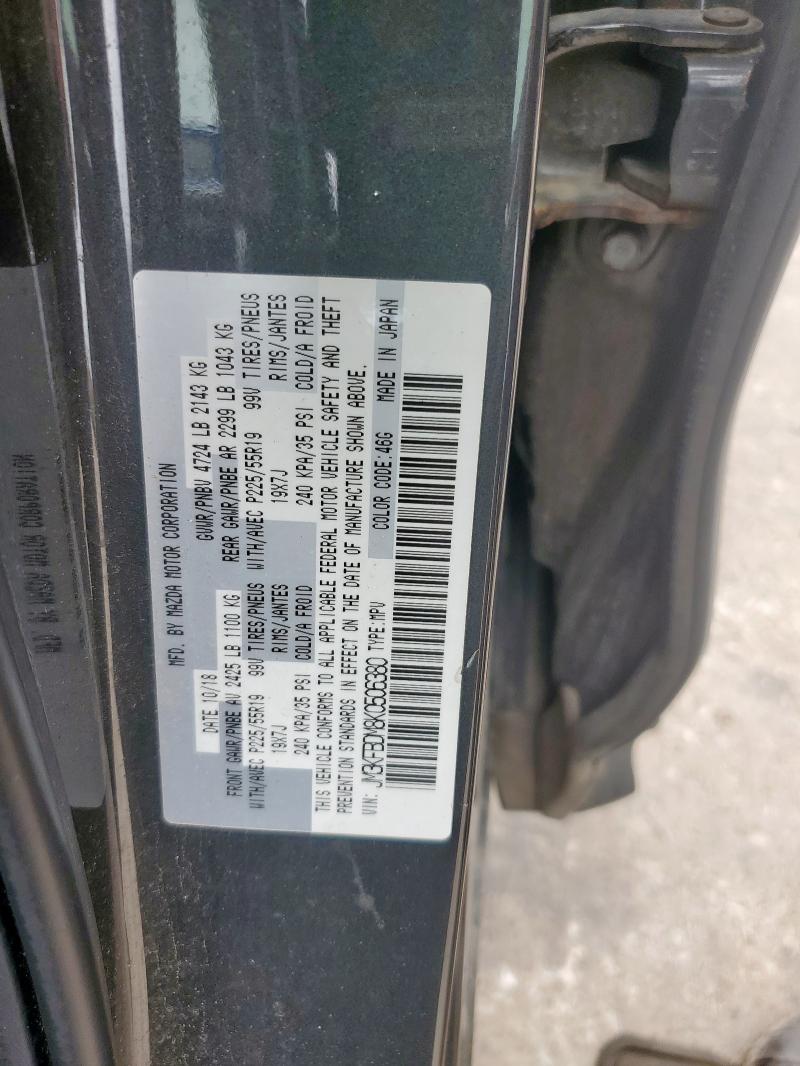 MFD. BY MAZDA MOTOR CORPORATION
DATE 10/18 GVWR/PNBV 4724 LB 2143 KG
FRONT GAWR/PNBE AV 2425 LB 1100 KG REAR GAWR/PNBE AR 2299 LB 1043 KG
WITH/AVEC P225/55R19 99V TIRES/PNEUS WITH/AVEC P225/55R19 99V TIRES/PNEUS
19X7J RIMS/JANTES 19X7J RIMS/JANTES
240 KPA/35 PSI COLD/A FROID 240 KPA/35 PSI COLD/A FROID
THIS VEHICLE CONFORMS TO ALL APPLICABLE FEDERAL MOTOR VEHICLE SAFETY AND THEFT
PREVENTION STANDARDS IN EFFECT ON THE DATE OF MANUFACTURE SHOWN ABOVE.
VIN: JM3KFBDM8K0506380 TYPE:MPV COLOR CODE:46G MADE IN JAPAN